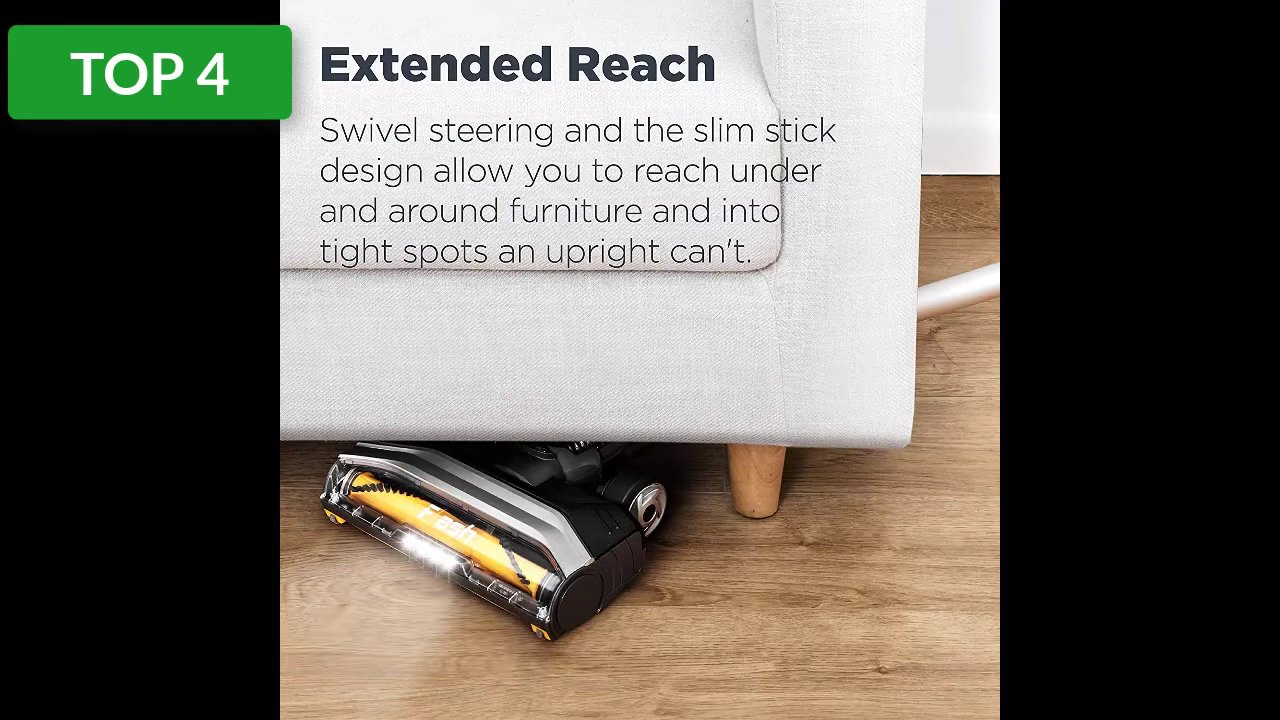 TOP 4
Extended Reach
Swivel steering and the slim stick
design allow you to reach under
and around furniture and into
tight spots an upright can't.